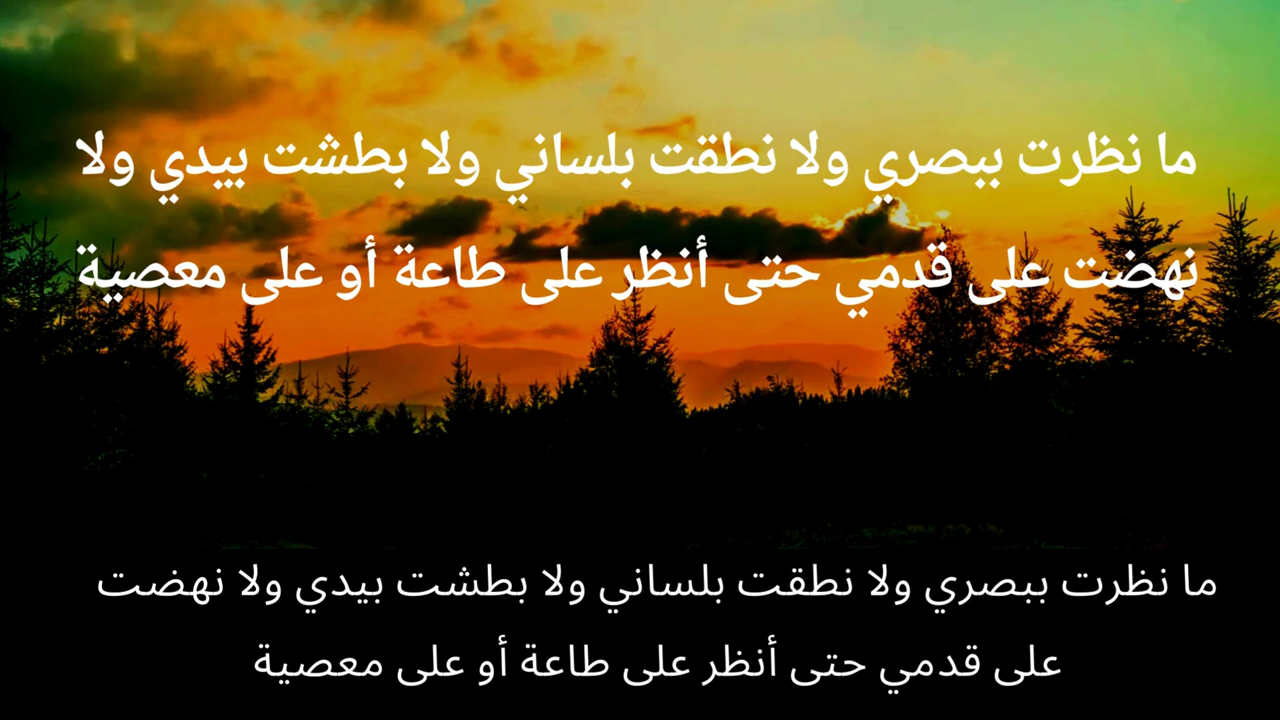 ما نظرت ببصري ولا نطقت بلساني ولا بطشت بيدي ولا
نهضت على قدمي حتى أنظر على طاعة أو على معصية
ما نظرت ببصري ولا نطقت بلساني ولا بطشت بيدي ولا نهضت
على قدمي حتى أنظر على طاعة أو على معصية